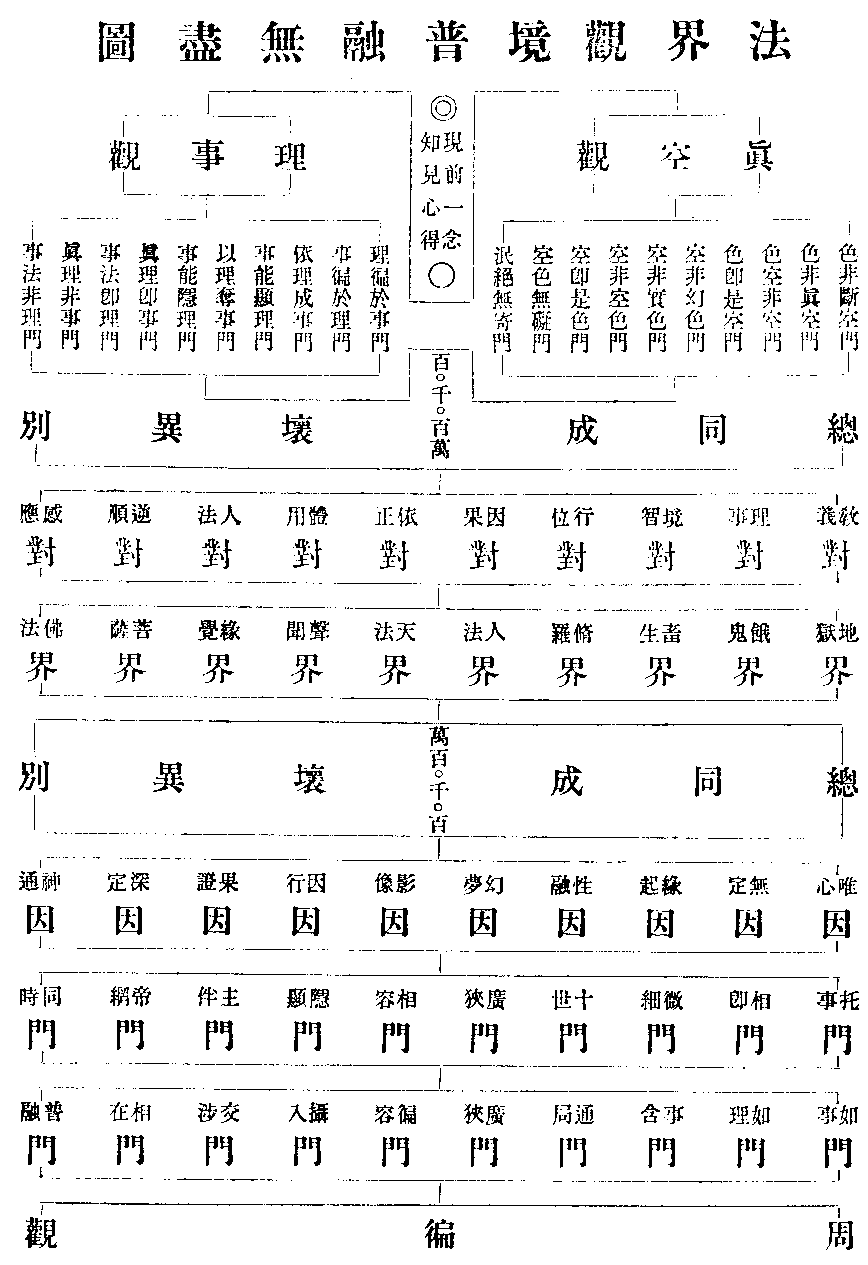 法界觀境普融無盡圖
◎
現前一念
知見心得
○
眞空觀
色非斷空門
色非眞空門
色空非空門
色卽是空門
空非幻色門
空非實色門
空非空色門
空卽是色門
空色無礙門
泯絕無寄門
理事觀
理徧於事門
事徧於理門
依理成事門
事能顯理門
以理奪事門
事能隱理門
眞理卽事門
事法卽理門
眞理非事門
事法非理門
百○千○百萬
總同成壞異別
教義 理事 境智 行位 因果 依正 體用 人法 逆順 感應
對 對 對 對 對 對 對 對 對 對
地獄 餓鬼 畜生 脩羅 人法 天法 聲聞 緣覺 菩薩 佛法
界 界 界 界 界 界 界 界 界 界
萬百○千○百
總同成壞異別
唯心 無定 緣起 性融 幻夢 影像 因行 果證 深定 神通
因 因 因 因 因 因 因 因 因 因
托事 相卽 微細 十世 廣狹 相容 隱顯 主伴 帝網 同時
門 門 門 門 門 門 門 門 門 門
如事 如理 事含 通局 廣狹 徧容 攝入 交涉 相在 普融
門 門 門 門 門 門 門 門 門 門
周徧觀